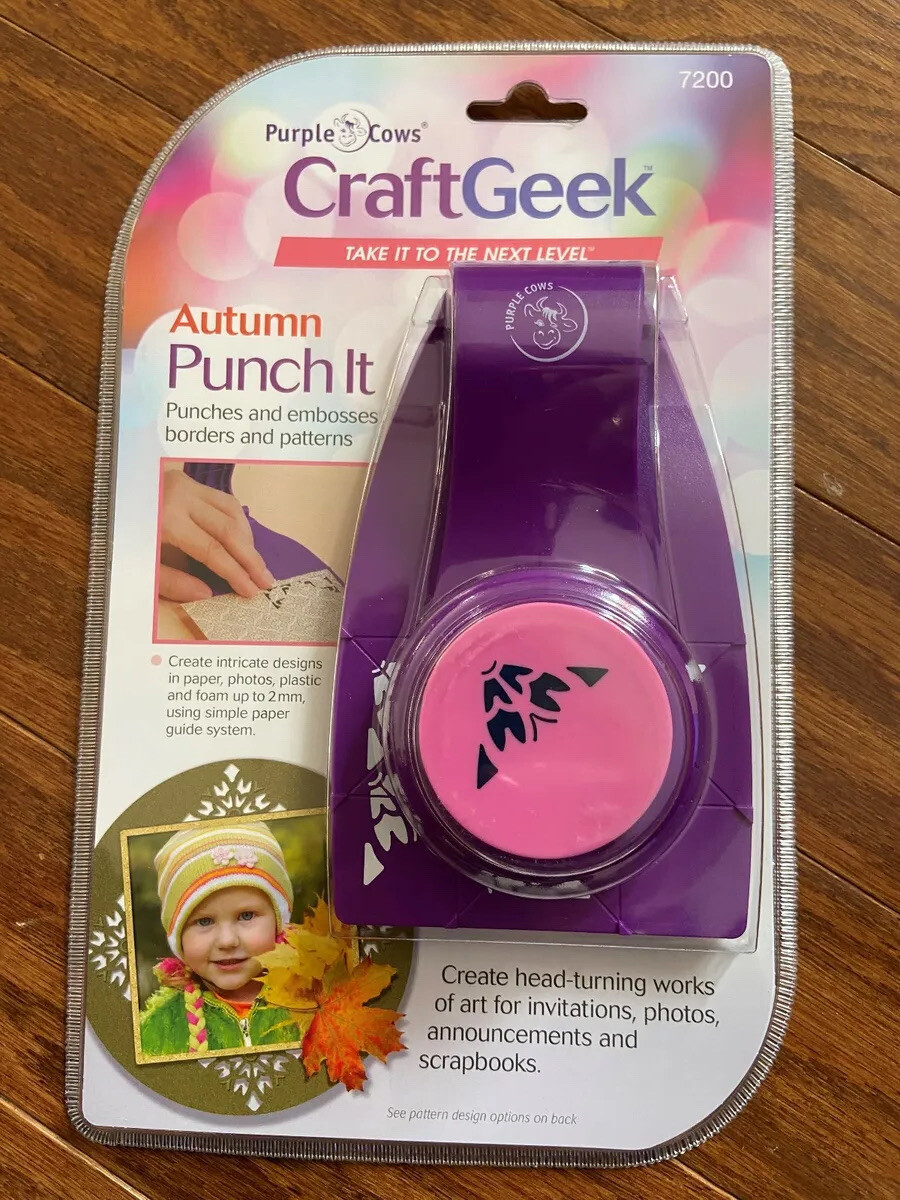 7200
Purple Cows®
CraftGeek™
TAKE IT TO THE NEXT LEVEL™
PURPLE COWS
Autumn
Punch It
Punches and embosses
borders and patterns
Create intricate designs
in paper, photos, plastic
and foam up to 2mm,
using simple paper
guide system.
Create head-turning works
of art for invitations, photos,
announcements and
scrapbooks.
See pattern design options on back